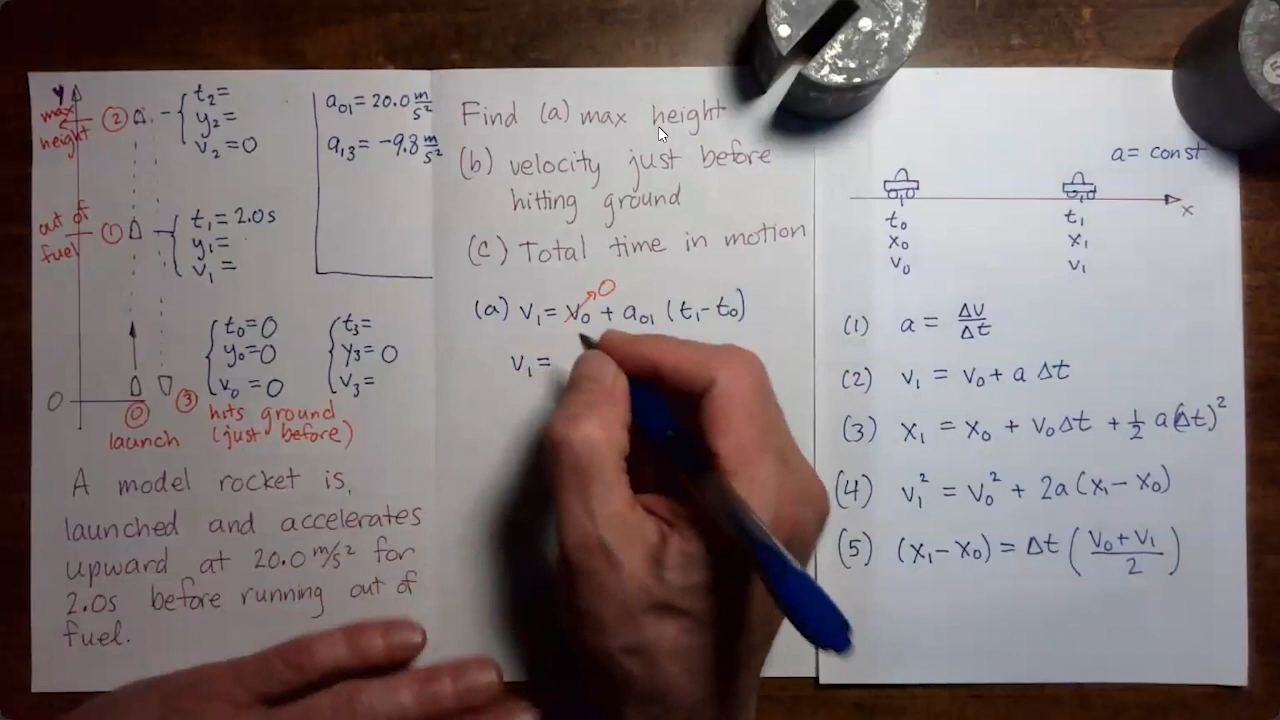 y
max
height
②
t₂ =
y₂ =
v₂ = 0
out of
fuel
①
t₁ = 2.0s
y₁ =
v₁ =
0
⓪
launch
t₀ = 0
y₀ = 0
v₀ = 0
t₃ =
y₃ = 0
v₃ =
③ hits ground
(just before)
a₀₁ = 20.0 m/s²
a₁₃ = -9.8 m/s²
A model rocket is
launched and accelerates
upward at 20.0 m/s² for
2.0s before running out of
fuel.
Find (a) max height
(b) velocity just before
hitting ground
(c) Total time in motion
0
(a) v₁ = v₀ + a₀₁ (t₁ - t₀)
v₁ =
a = const
x
t₀
x₀
v₀
t₁
x₁
v₁
(1) a = Δv/Δt
(2) v₁ = v₀ + a Δt
(3) x₁ = x₀ + v₀Δt + ½ a(Δt)²
(4) v₁² = v₀² + 2a (x₁ - x₀)
(5) (x₁ - x₀) = Δt ((v₀ + v₁)/2)